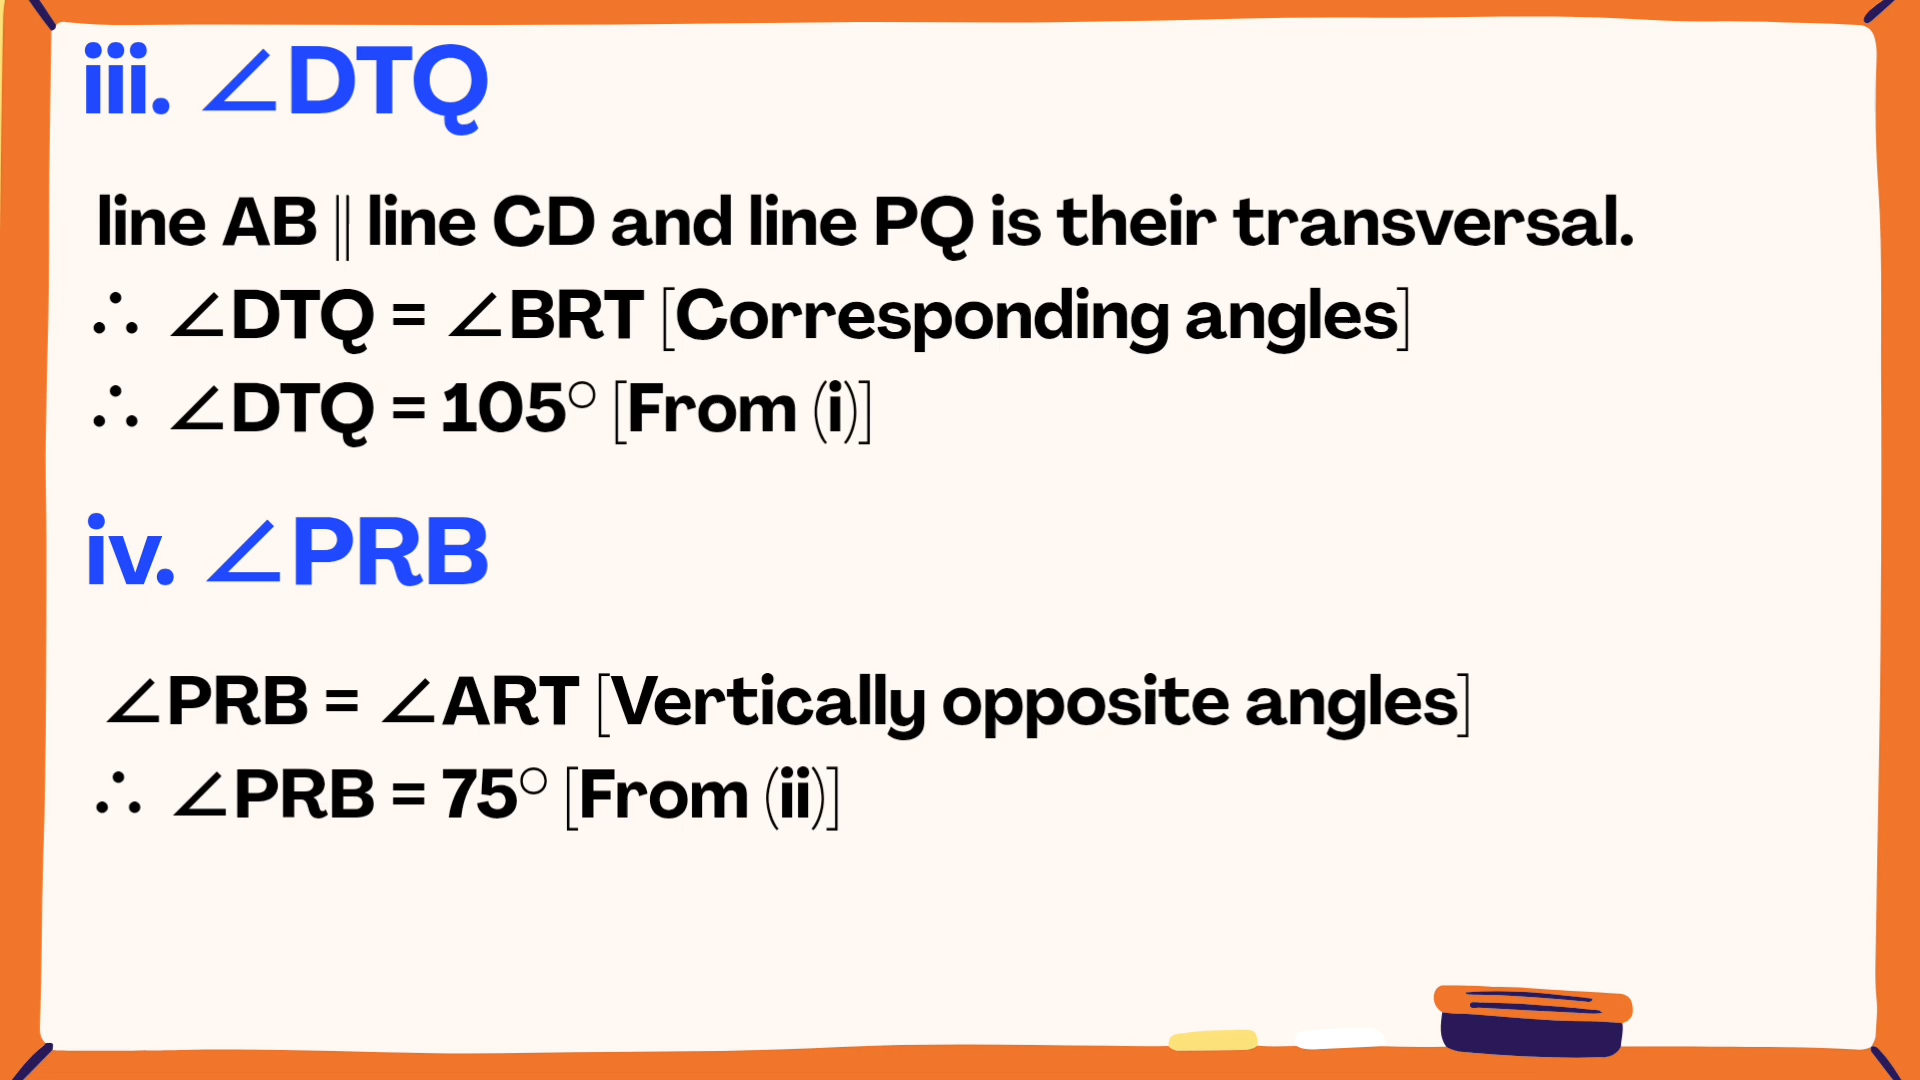 iii. ∠DTQ
line AB || line CD and line PQ is their transversal.
∴ ∠DTQ = ∠BRT [Corresponding angles]
∴ ∠DTQ = 105° [From (i)]
iv. ∠PRB
∠PRB = ∠ART [Vertically opposite angles]
∴ ∠PRB = 75° [From (ii)]